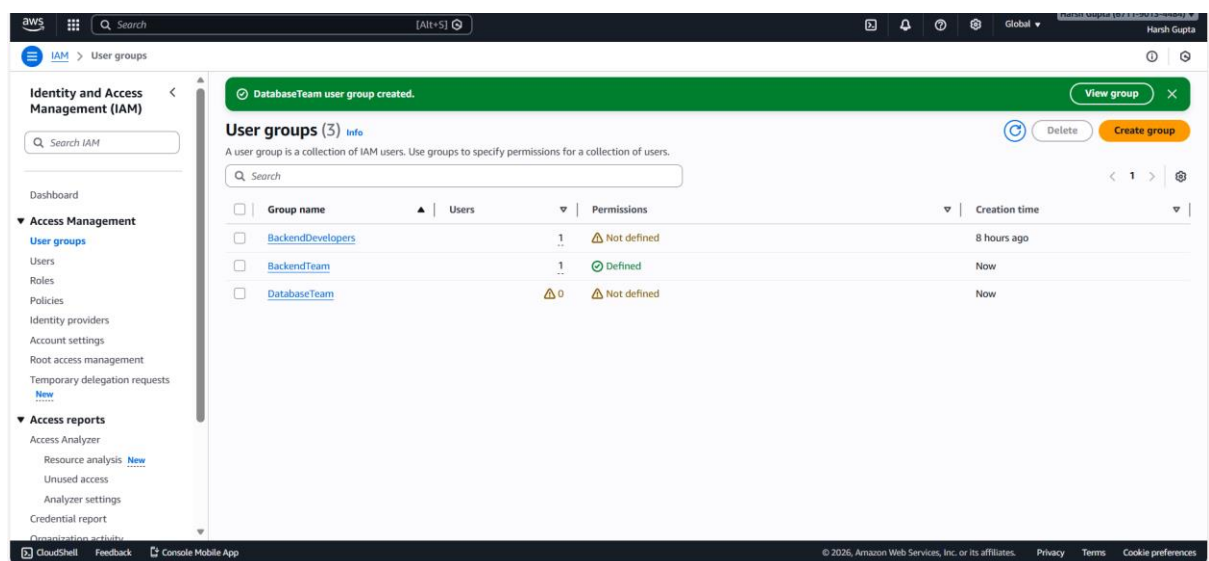 aws
Search
[Alt+S]
Global
Harsh Gupta
IAM > User groups
Identity and Access Management (IAM)
Search IAM
Dashboard
Access Management
User groups
Users
Roles
Policies
Identity providers
Account settings
Root access management
Temporary delegation requests
New
Access reports
Access Analyzer
Resource analysis New
Unused access
Analyzer settings
Credential report
Organization activity
DatabaseTeam user group created.
View group
User groups (3) Info
Delete
Create group
A user group is a collection of IAM users. Use groups to specify permissions for a collection of users.
Search
1
Group name Users Permissions Creation time
BackendDevelopers 1 Not defined 8 hours ago
BackendTeam 1 Defined Now
DatabaseTeam 0 Not defined Now
CloudShell Feedback Console Mobile App
© 2026, Amazon Web Services, Inc. or its affiliates. Privacy Terms Cookie preferences